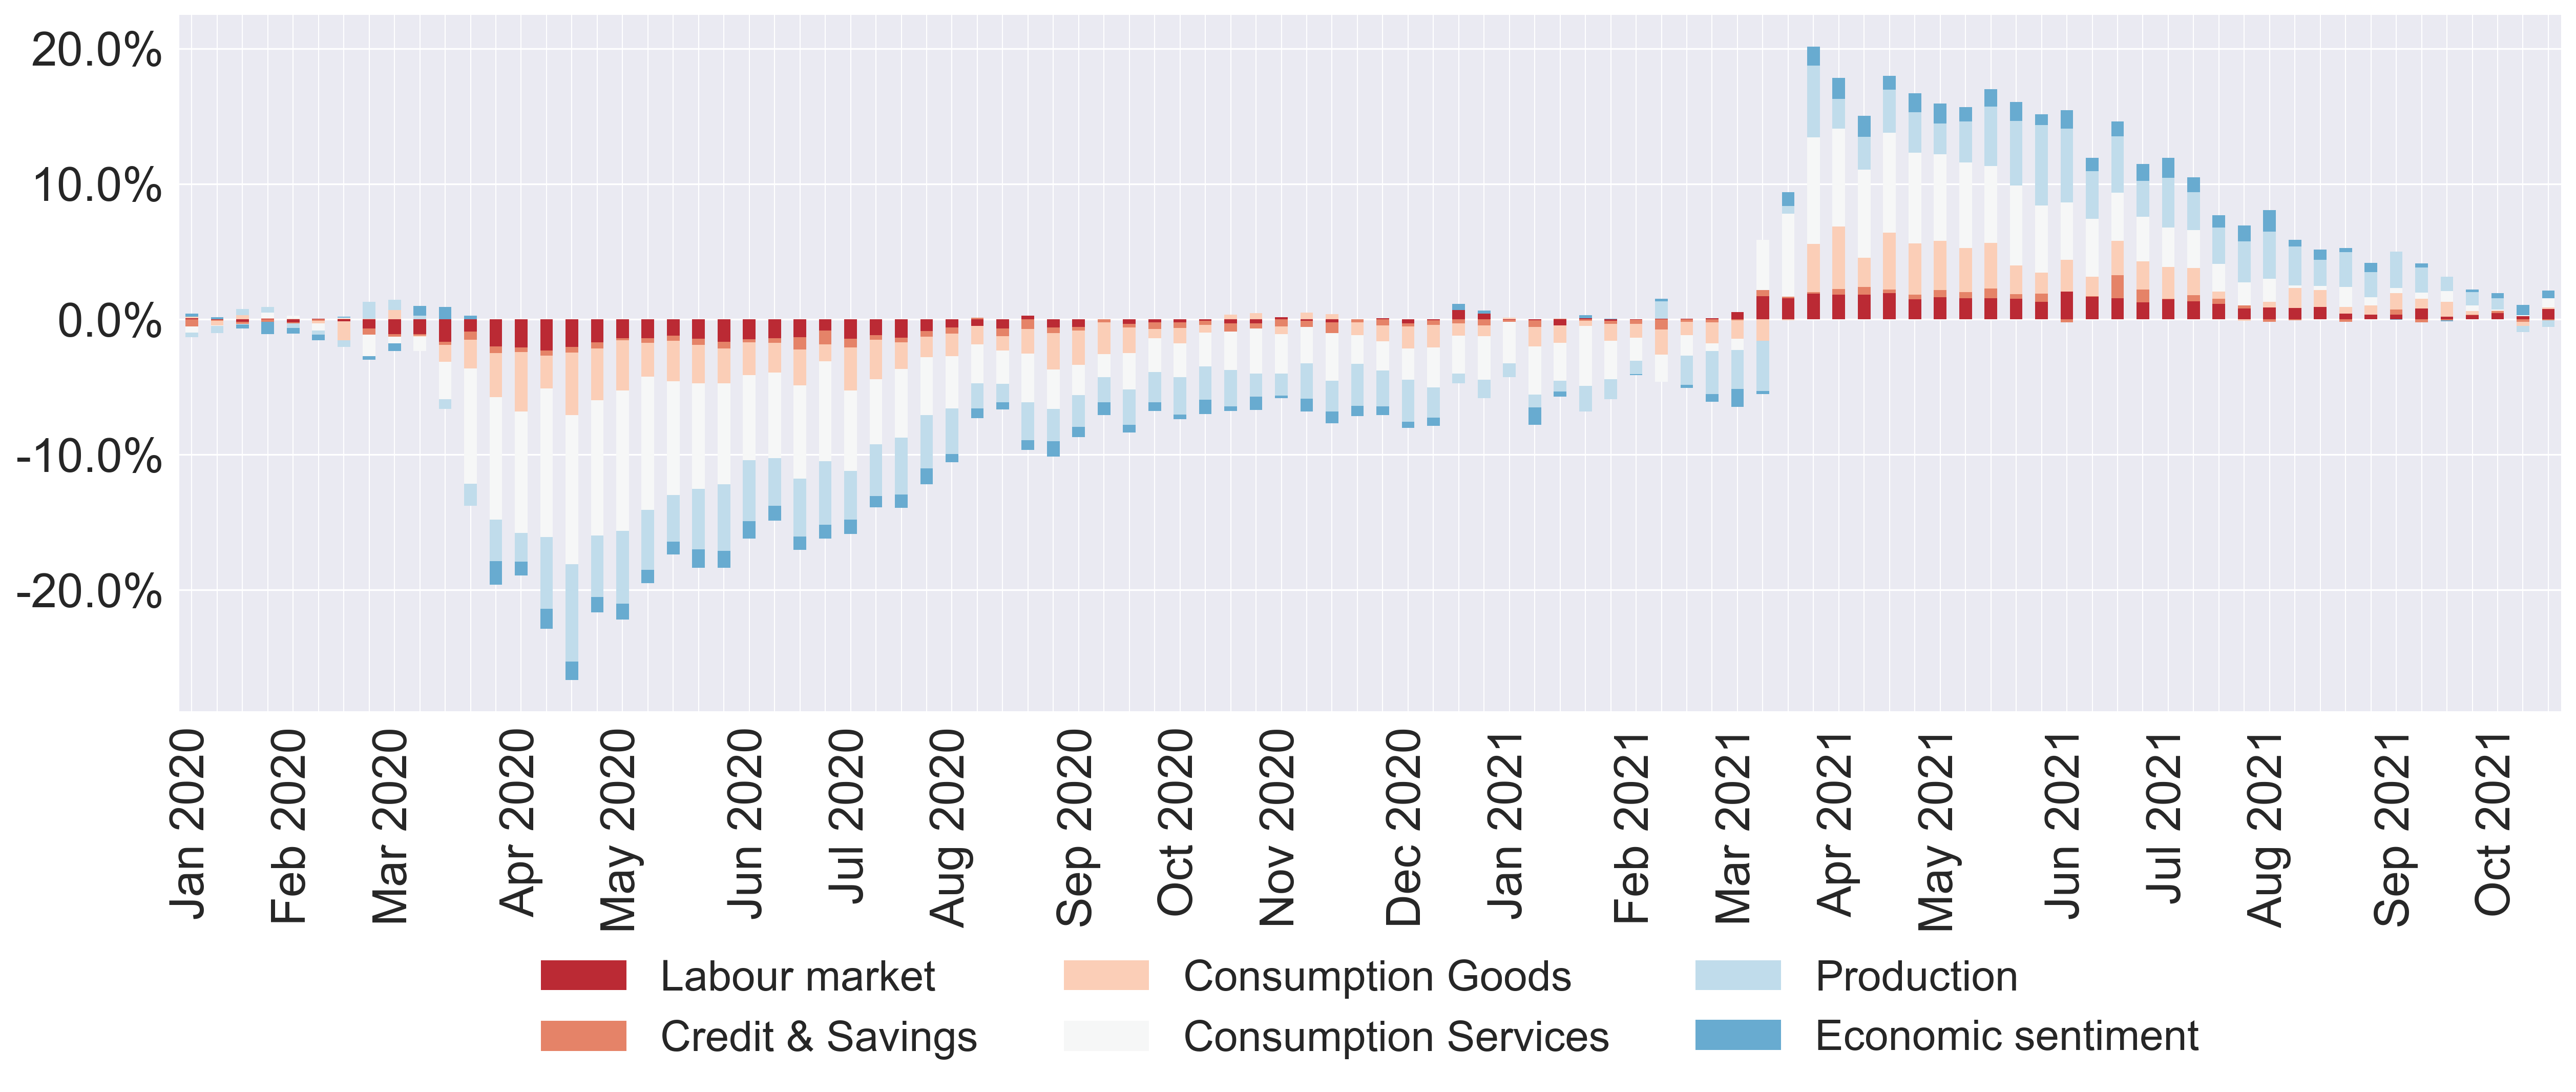 20.0%
10.0%
0.0%
-10.0%
-20.0%
Jan 2020
Feb 2020
Mar 2020
Apr 2020
May 2020
Jun 2020
Jul 2020
Aug 2020
Sep 2020
Oct 2020
Nov 2020
Dec 2020
Jan 2021
Feb 2021
Mar 2021
Apr 2021
May 2021
Jun 2021
Jul 2021
Aug 2021
Sep 2021
Oct 2021
Labour market
Consumption Goods
Production
Credit & Savings
Consumption Services
Economic sentiment